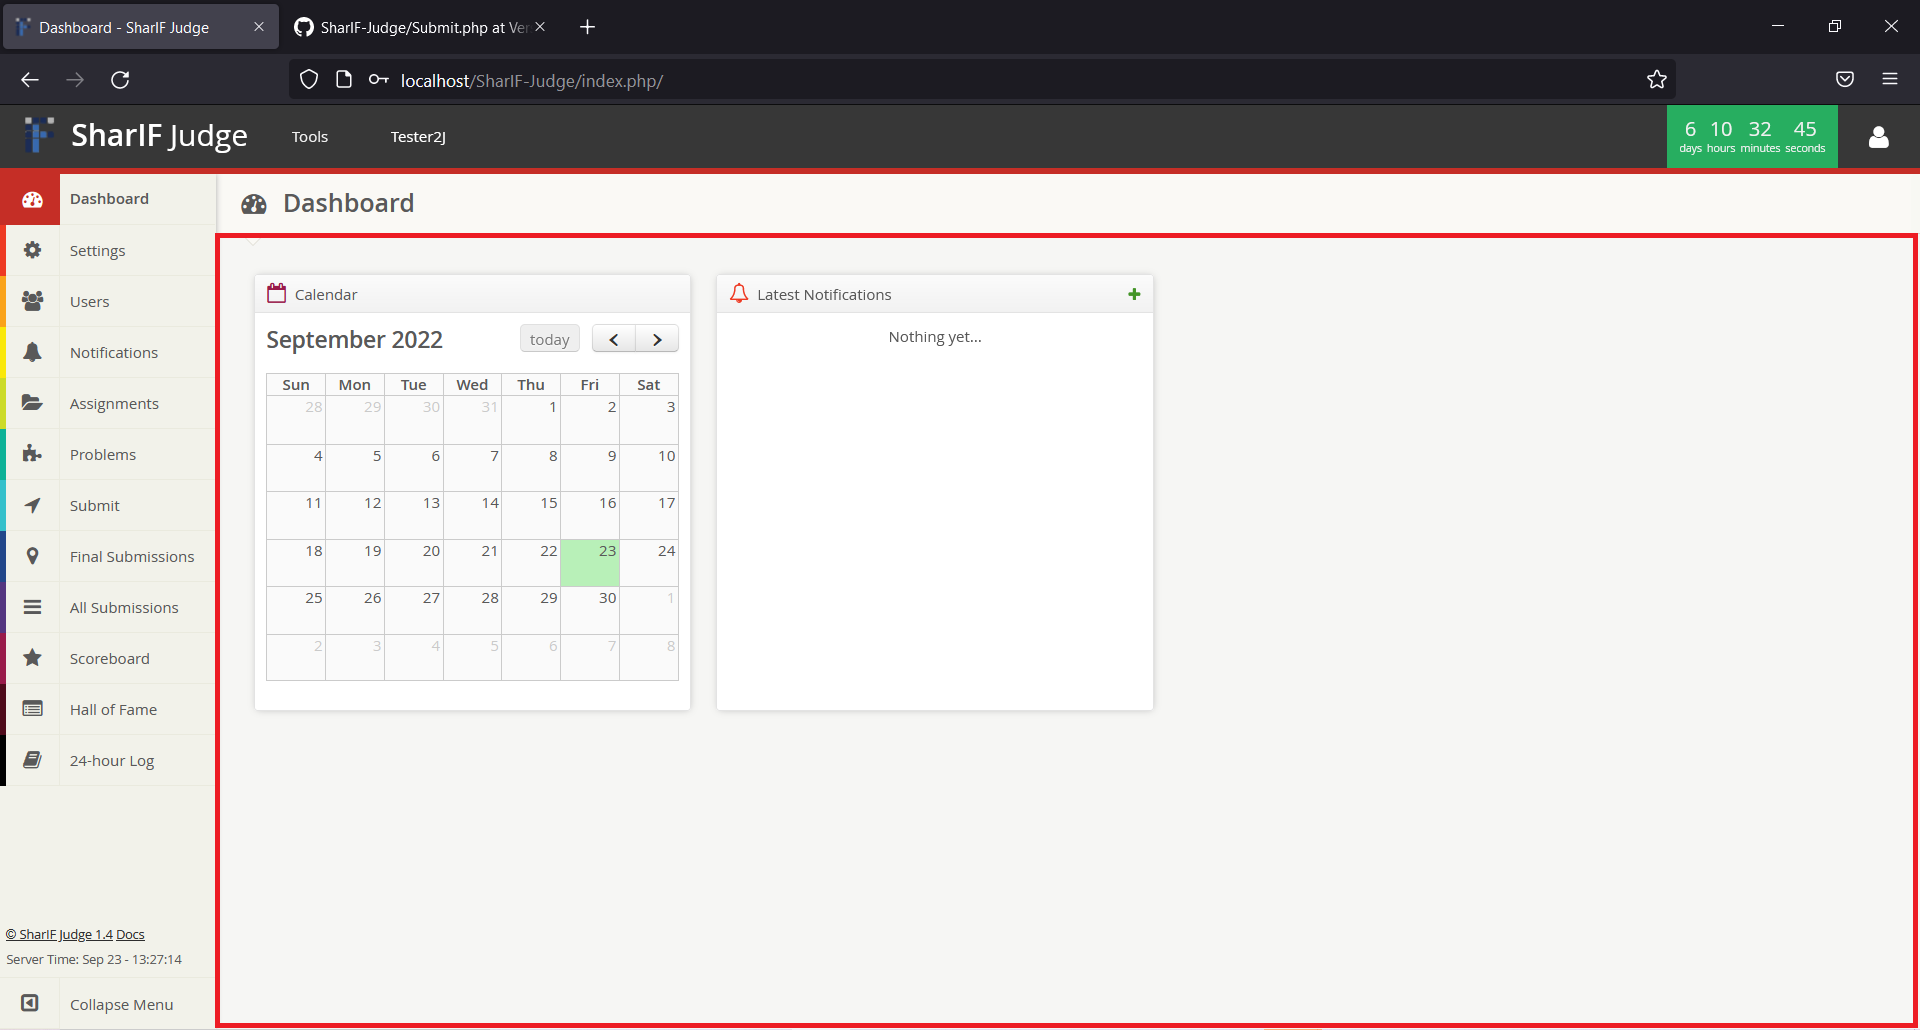 Dashboard - SharIF Judge
SharIF-Judge/Submit.php at Ver
localhost/SharIF-Judge/index.php/
SharIF Judge
Tools
Tester2J
6 10 32 45
days hours minutes seconds
Dashboard
Settings
Users
Notifications
Assignments
Problems
Submit
Final Submissions
All Submissions
Scoreboard
Hall of Fame
24-hour Log
© SharIF Judge 1.4 Docs
Server Time: Sep 23 - 13:27:14
Collapse Menu
Dashboard
Calendar
September 2022
today
Sun Mon Tue Wed Thu Fri Sat
28 29 30 31 1 2 3
4 5 6 7 8 9 10
11 12 13 14 15 16 17
18 19 20 21 22 23 24
25 26 27 28 29 30 1
2 3 4 5 6 7 8
Latest Notifications
Nothing yet...